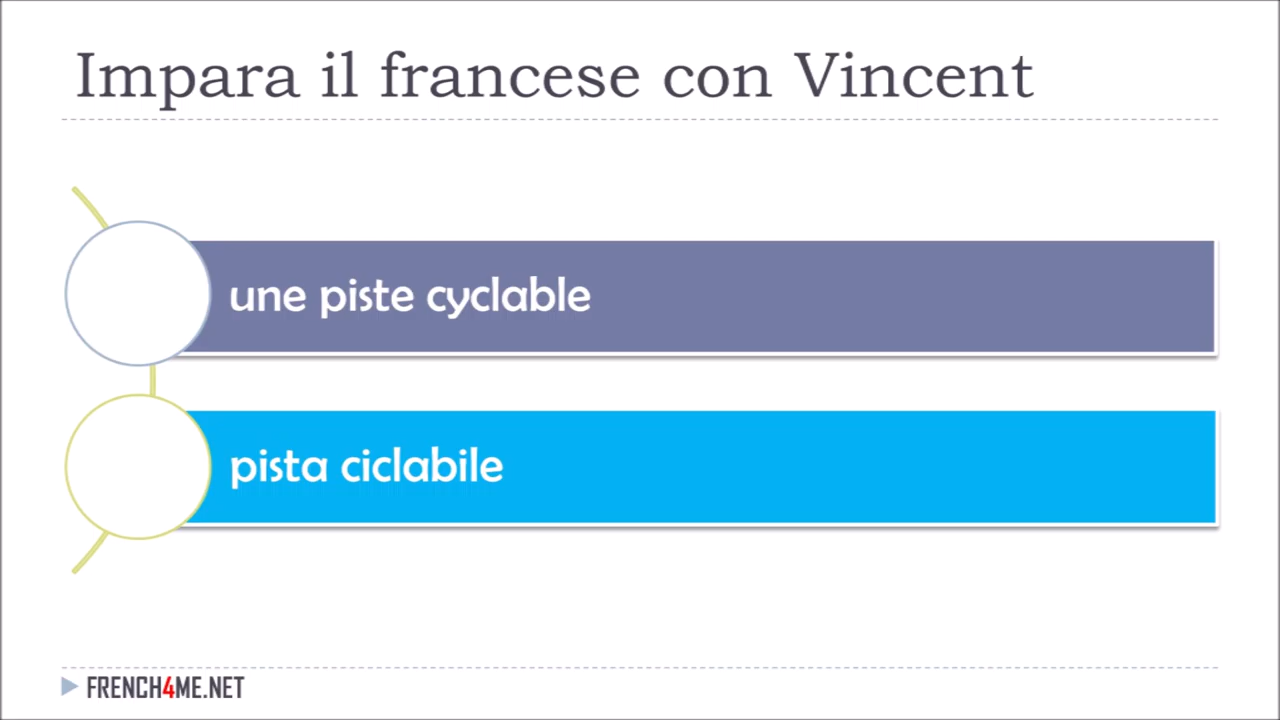 Impara il francese con Vincent
une piste cyclable
pista ciclabile
FRENCH4ME.NET